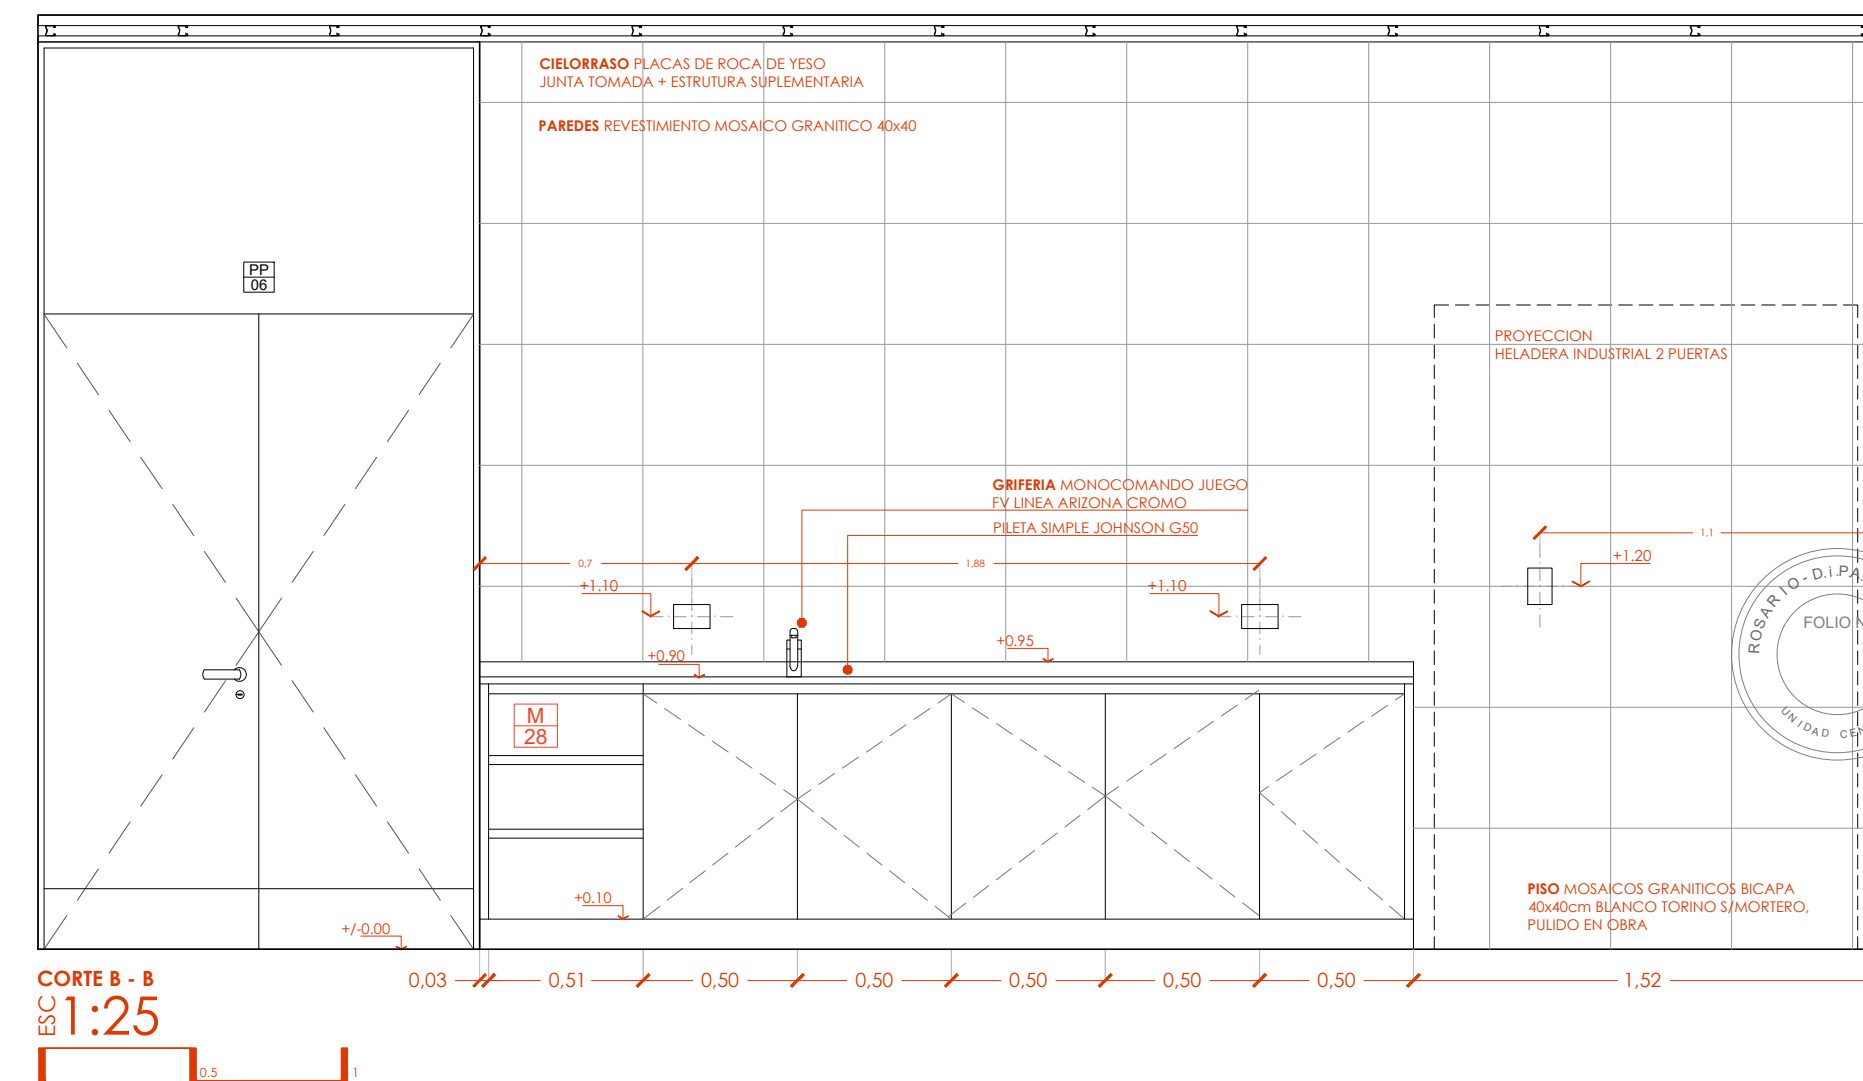 CIELORRASO PLACAS DE ROCA DE YESO
JUNTA TOMADA + ESTRUTURA SUPLEMENTARIA
PAREDES REVESTIMIENTO MOSAICO GRANITICO 40x40
PP
06
PROYECCION
HELADERA INDUSTRIAL 2 PUERTAS
GRIFERIA MONOCOMANDO JUEGO
FV LINEA ARIZONA CROMO
PILETA SIMPLE JOHNSON G50
0,7
1,88
1,1
+1.10
+1.10
+1.20
ROSARIO - D.i.PA.
FOLIO N
UNIDAD CEN
+0.90
+0.95
M
28
+0.10
+/-0.00
PISO MOSAICOS GRANITICOS BICAPA
40x40cm BLANCO TORINO S/MORTERO,
PULIDO EN OBRA
CORTE B - B
ESC 1:25
0,03
0,51
0,50
0,50
0,50
0,50
0,50
1,52
0.5
1